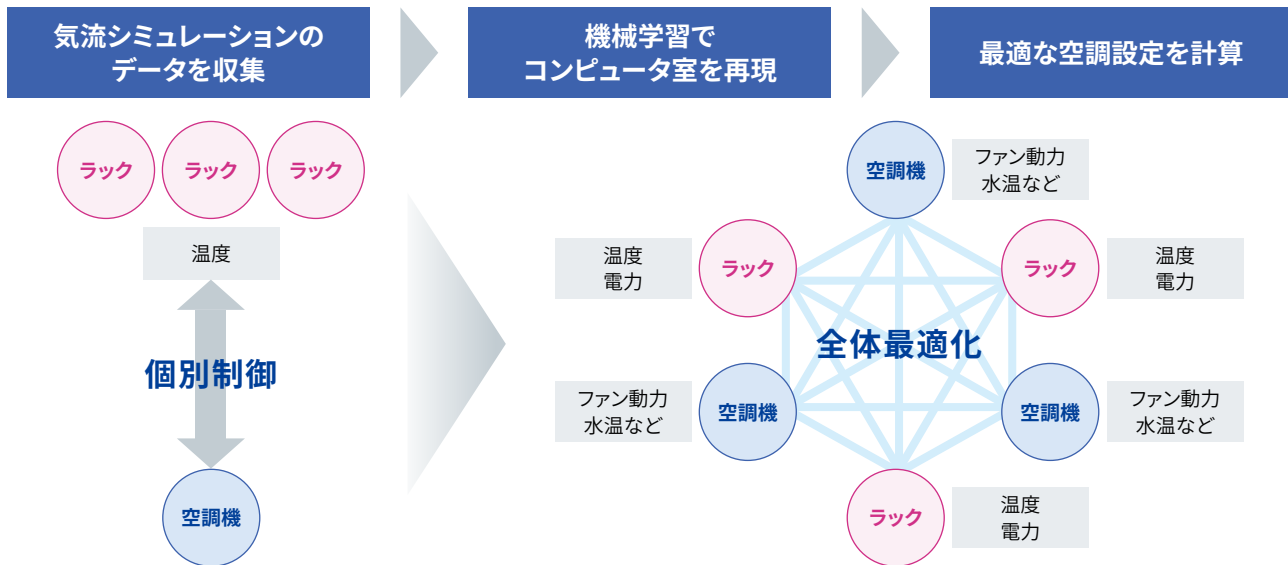 気流シミュレーションの
データを収集
機械学習で
コンピュータ室を再現
最適な空調設定を計算
ラック
ラック
ラック
温度
個別制御
空調機
空調機
ファン動力
水温など
温度
電力
ラック
ラック
温度
電力
全体最適化
ファン動力
水温など
空調機
空調機
ファン動力
水温など
ラック
温度
電力